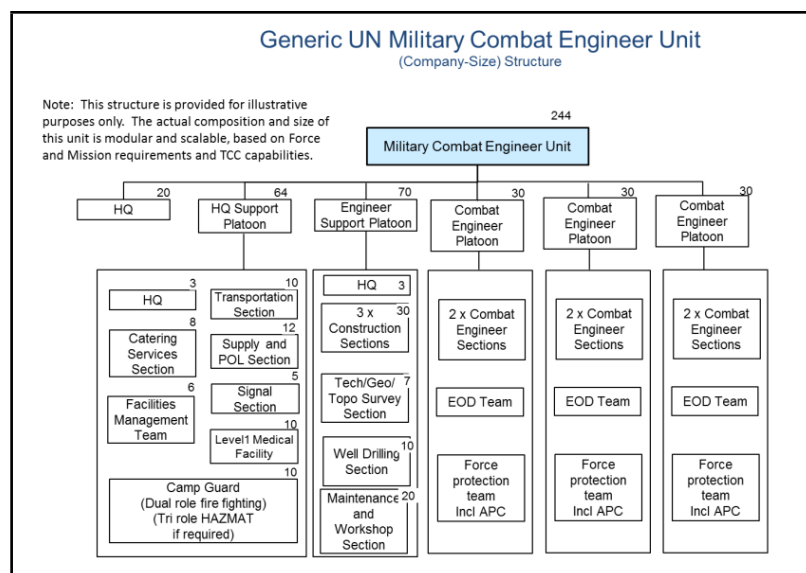 Generic UN Military Combat Engineer Unit
(Company-Size) Structure
Note: This structure is provided for illustrative
purposes only. The actual composition and size of
this unit is modular and scalable, based on Force
and Mission requirements and TCC capabilities.
244
Military Combat Engineer Unit
20
HQ
64
HQ Support
Platoon
70
Engineer
Support Platoon
30
Combat
Engineer
Platoon
30
Combat
Engineer
Platoon
30
Combat
Engineer
Platoon
3
HQ
8
Catering
Services
Section
6
Facilities
Management
Team
10
Transportation
Section
12
Supply and
POL Section
5
Signal
Section
10
Level1 Medical
Facility
10
Camp Guard
(Dual role fire fighting)
(Tri role HAZMAT
if required)
HQ 3
30
3 x
Construction
Sections
7
Tech/Geo/
Topo Survey
Section
10
Well Drilling
Section
20
Maintenance
and
Workshop
Section
2 x Combat
Engineer
Sections
EOD Team
Force
protection
team
Incl APC
2 x Combat
Engineer
Sections
EOD Team
Force
protection
team
Incl APC
2 x Combat
Engineer
Sections
EOD Team
Force
protection
team
Incl APC